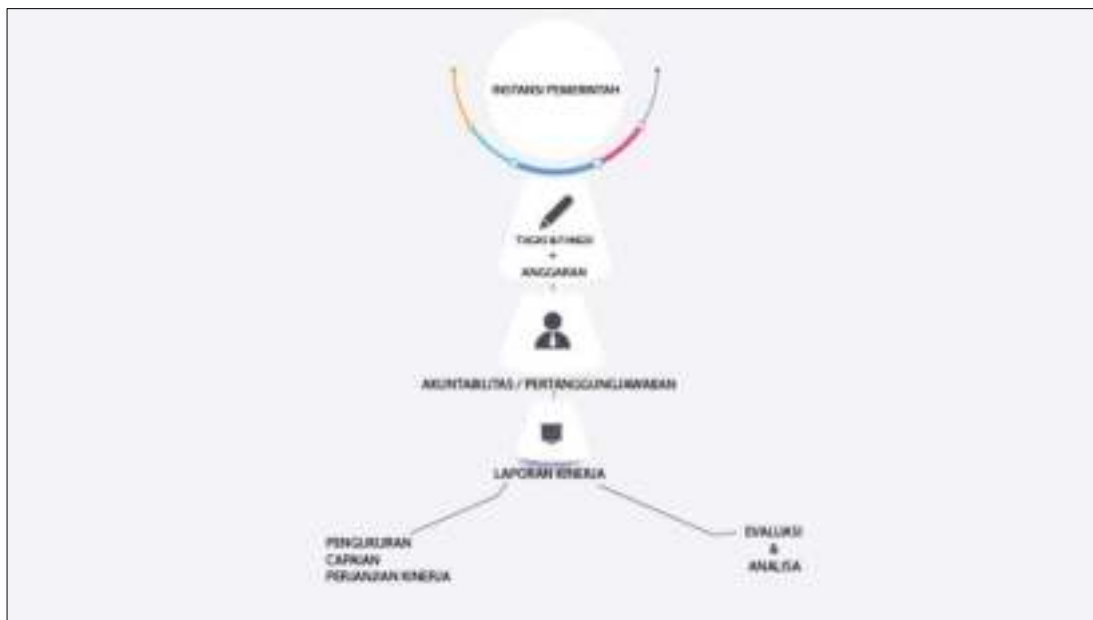 INSTANSI PEMERINTAH
TUGAS & FUNGSI
+
ANGGARAN
AKUNTABILITAS / PERTANGGUNGJAWABAN
LAPORAN KINERJA
PENGUKURAN
CAPAIAN
PERJANJIAN KINERJA
EVALUASI
&
ANALISA